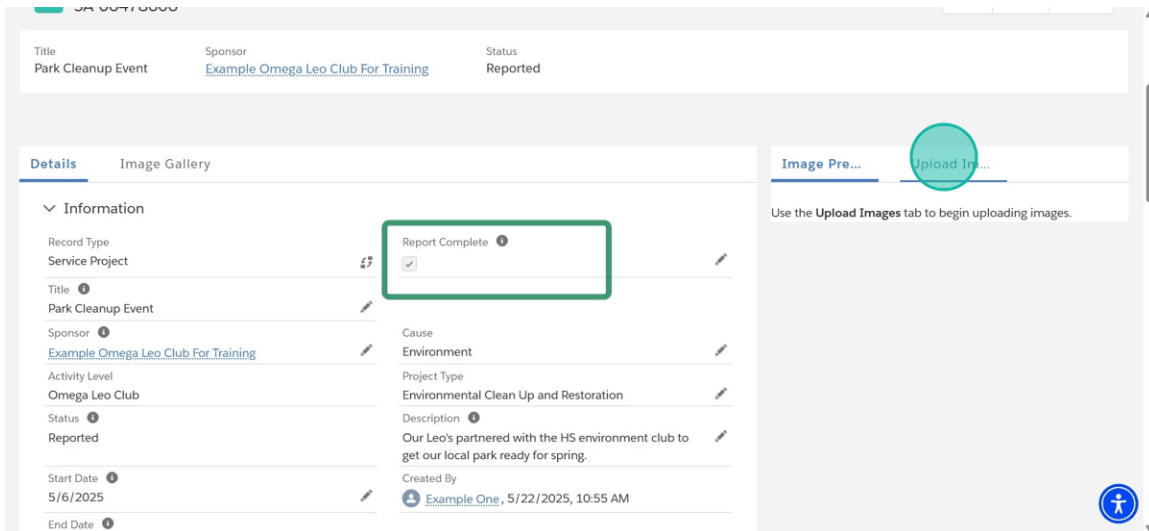 Title
Park Cleanup Event
Sponsor
Example Omega Leo Club For Training
Status
Reported
Details
Image Gallery
Information
Record Type
Service Project
Report Complete
Title
Park Cleanup Event
Sponsor
Example Omega Leo Club For Training
Cause
Environment
Activity Level
Omega Leo Club
Project Type
Environmental Clean Up and Restoration
Status
Reported
Description
Our Leo's partnered with the HS environment club to
get our local park ready for spring.
Start Date
5/6/2025
Created By
Example One, 5/22/2025, 10:55 AM
End Date
Image Pre...
Upload Im...
Use the Upload Images tab to begin uploading images.